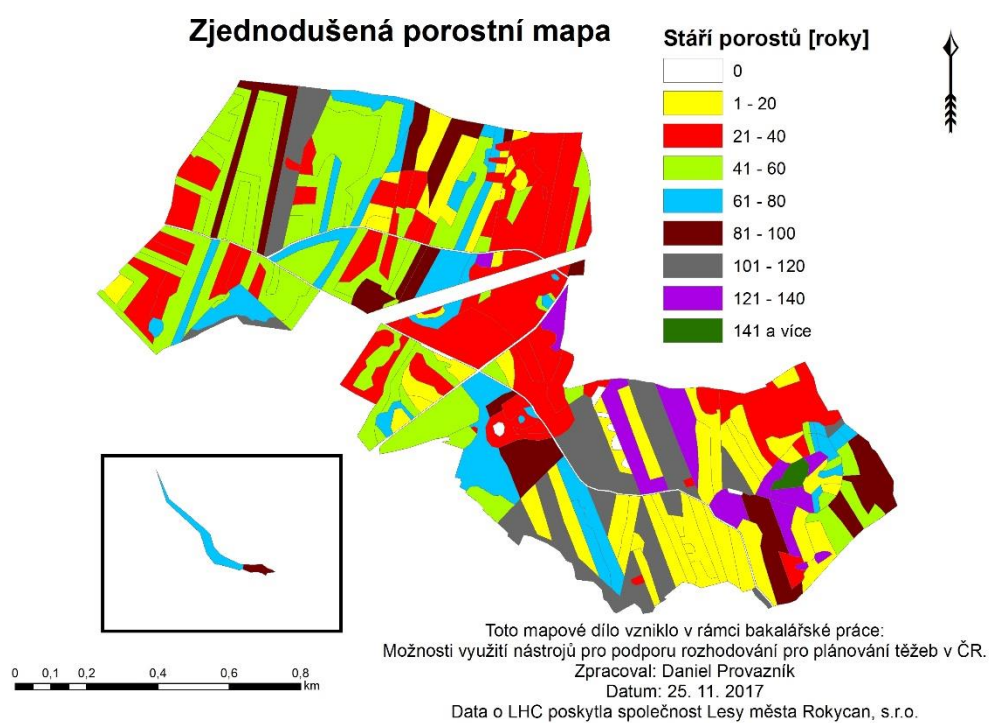 Zjednodušená porostní mapa
Stáří porostů [roky]
0
1 - 20
21 - 40
41 - 60
61 - 80
81 - 100
101 - 120
121 - 140
141 a více
0 0,1 0,2 0,4 0,6 0,8
km
Toto mapové dílo vzniklo v rámci bakalářské práce:
Možnosti využití nástrojů pro podporu rozhodování pro plánování těžeb v ČR.
Zpracoval: Daniel Provazník
Datum: 25. 11. 2017
Data o LHC poskytla společnost Lesy města Rokycan, s.r.o.